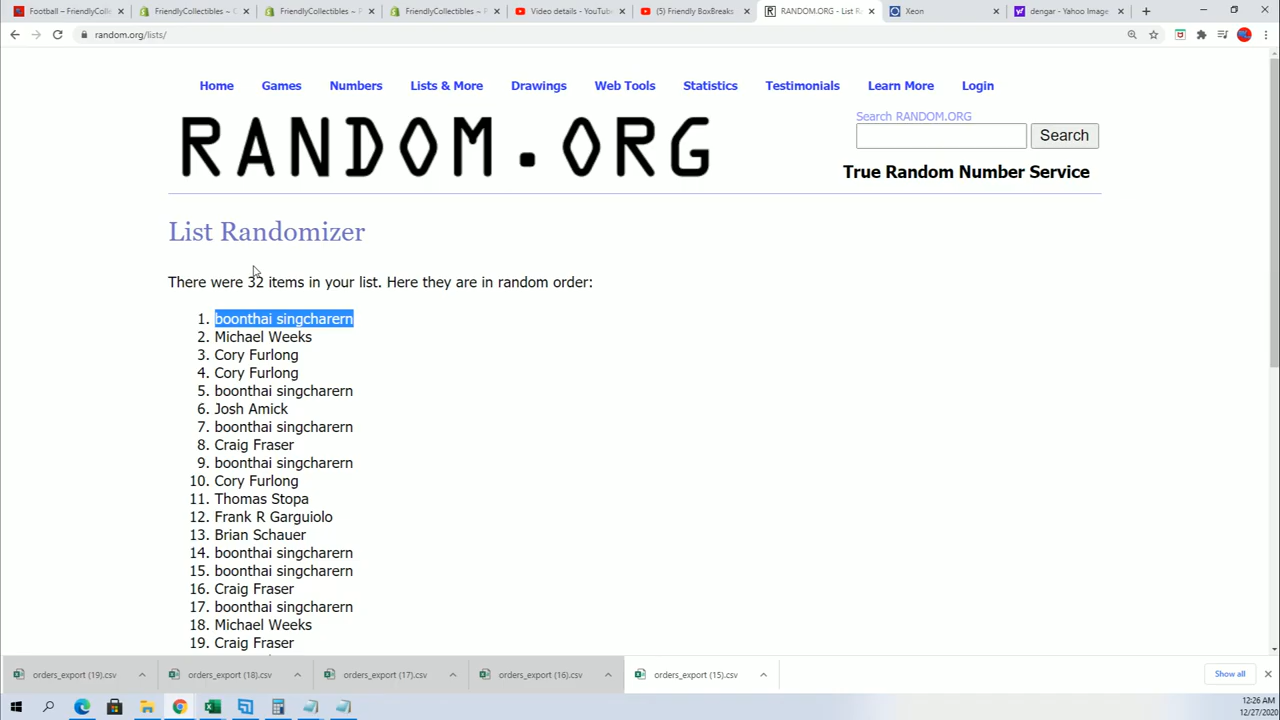 Football – FriendlyColle
FriendlyCollectibles ~ C
FriendlyCollectibles ~ P
FriendlyCollectibles ~ P
Video details - YouTube
(5) Friendly BoxBreaks
RANDOM.ORG - List R
Xeon
dengar - Yahoo Image
random.org/lists/
Home Games Numbers Lists & More Drawings Web Tools Statistics Testimonials Learn More Login
RANDOM.ORG
Search RANDOM.ORG
Search
True Random Number Service
List Randomizer
There were 32 items in your list. Here they are in random order:
1. boonthai singcharern
2. Michael Weeks
3. Cory Furlong
4. Cory Furlong
5. boonthai singcharern
6. Josh Amick
7. boonthai singcharern
8. Craig Fraser
9. boonthai singcharern
10. Cory Furlong
11. Thomas Stopa
12. Frank R Garguiolo
13. Brian Schauer
14. boonthai singcharern
15. boonthai singcharern
16. Craig Fraser
17. boonthai singcharern
18. Michael Weeks
19. Craig Fraser
orders_export (19).csv
orders_export (18).csv
orders_export (17).csv
orders_export (16).csv
orders_export (15).csv
Show all
12:26 AM
12/27/2020